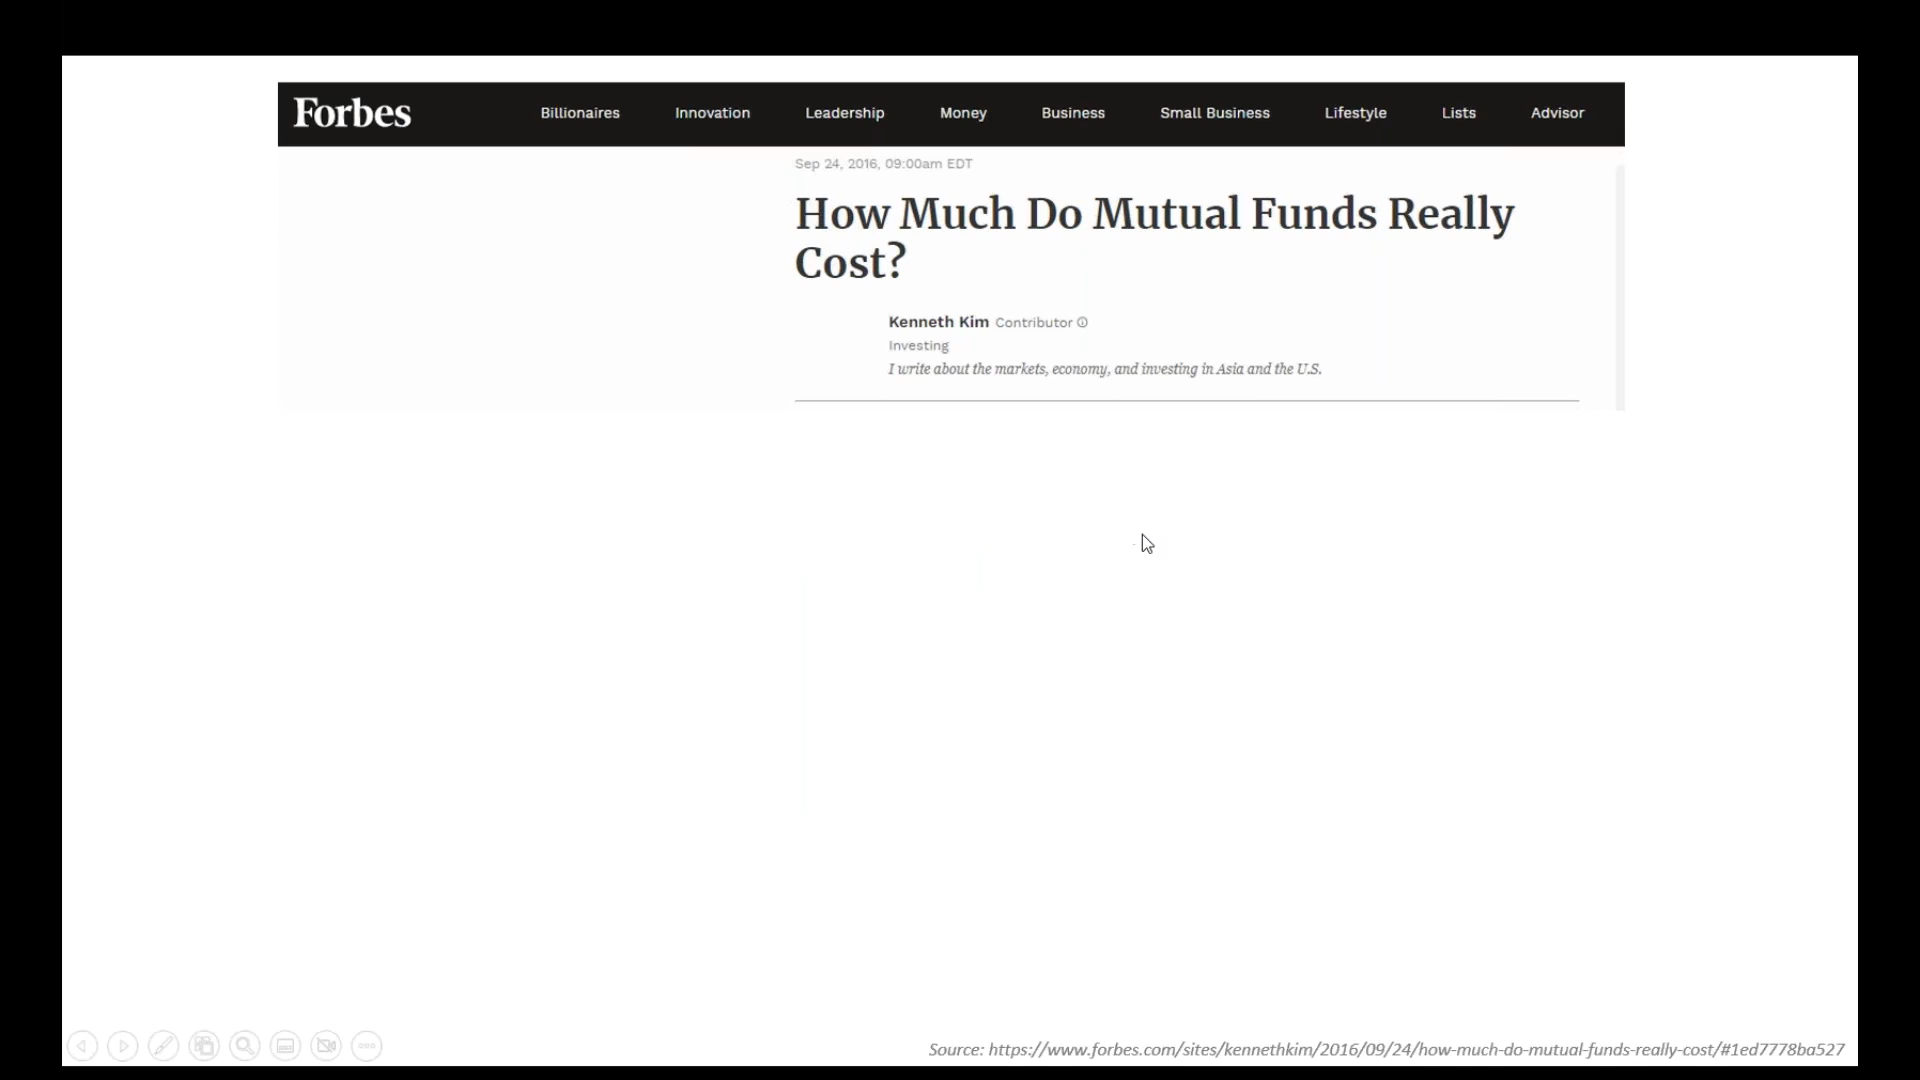 Forbes Billionaires Innovation Leadership Money Business Small Business Lifestyle Lists Advisor
Sep 24, 2016, 09:00am EDT
How Much Do Mutual Funds Really
Cost?
Kenneth Kim Contributor
Investing
I write about the markets, economy, and investing in Asia and the U.S.
Source: https://www.forbes.com/sites/kennethkim/2016/09/24/how-much-do-mutual-funds-really-cost/#1ed7778ba527